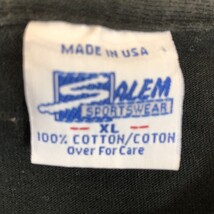 MADE IN USA
SALEM
SPORTSWEAR
XL
100% COTTON/COTON
Over For Care